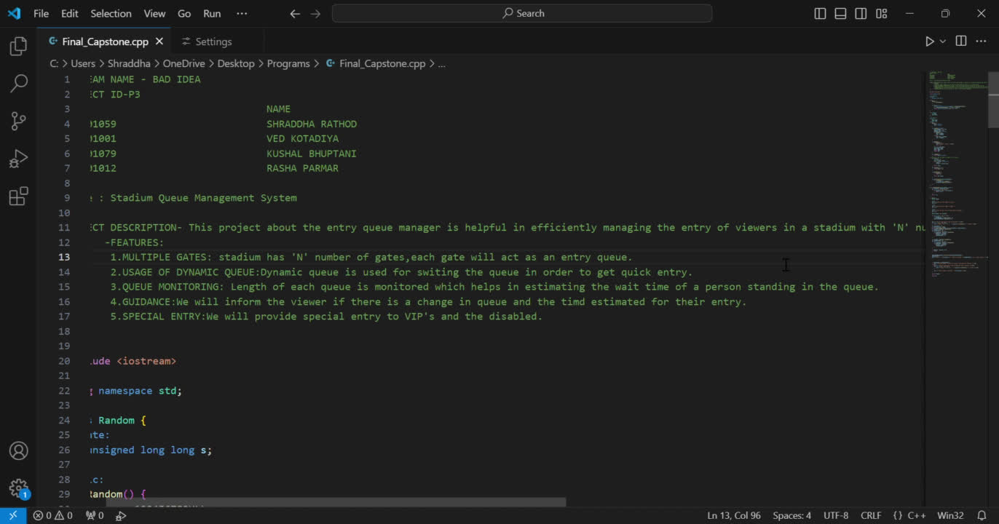 File Edit Selection View Go Run ... Search
Final_Capstone.cpp Settings
C: > Users > Shraddha > OneDrive > Desktop > Programs > Final_Capstone.cpp > ...
1 :AM NAME - BAD IDEA
2 :CT ID-P3
3 NAME
4 )1059 SHRADDHA RATHOD
5 )1001 VED KOTADIYA
6 )1079 KUSHAL BHUPTANI
7 )1012 RASHA PARMAR
8
9 : Stadium Queue Management System
10
11 :CT DESCRIPTION- This project about the entry queue manager is helpful in efficiently managing the entry of viewers in a stadium with 'N' nu
12 -FEATURES:
13 1.MULTIPLE GATES: stadium has 'N' number of gates,each gate will act as an entry queue.
14 2.USAGE OF DYNAMIC QUEUE:Dynamic queue is used for switing the queue in order to get quick entry.
15 3.QUEUE MONITORING: Length of each queue is monitored which helps in estimating the wait time of a person standing in the queue.
16 4.GUIDANCE:We will inform the viewer if there is a change in queue and the timd estimated for their entry.
17 5.SPECIAL ENTRY:We will provide special entry to VIP's and the disabled.
18
19
20 .ude <iostream>
21
22 ; namespace std;
23
24 Random {
25 ite:
26 insigned long long s;
27
28 .c:
29 Random() {
1
0 0 0 Ln 13, Col 96 Spaces: 4 UTF-8 CRLF {} C++ Win32